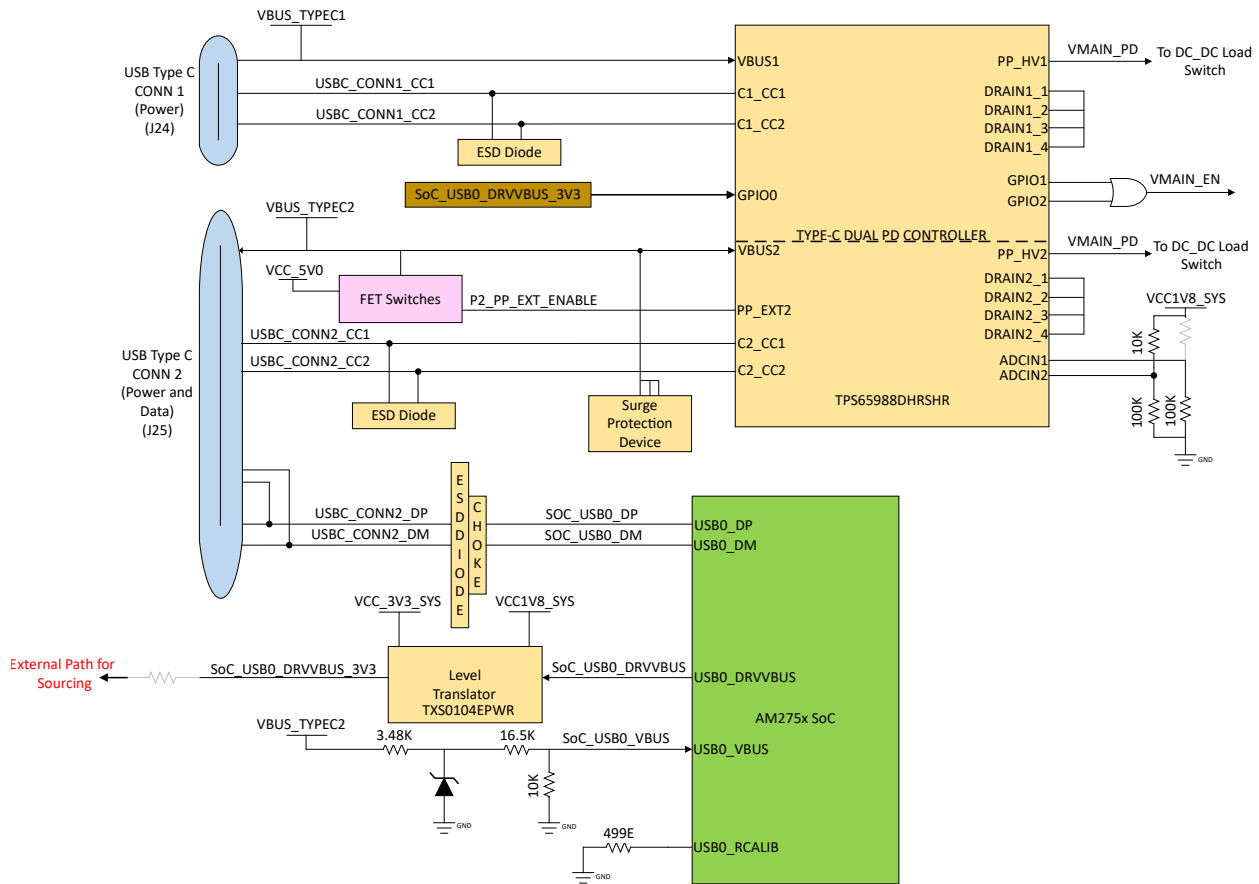 VBUS_TYPEC1
USB Type C
CONN 1
(Power)
(J24)
USBC_CONN1_CC1
USBC_CONN1_CC2
ESD Diode
VBUS1
C1_CC1
C1_CC2
PP_HV1
VMAIN_PD
To DC_DC Load
Switch
DRAIN1_1
DRAIN1_2
DRAIN1_3
DRAIN1_4
SoC_USB0_DRVVBUS_3V3
GPIO0
GPIO1
GPIO2
VMAIN_EN
TYPE-C DUAL PD CONTROLLER
VBUS_TYPEC2
VBUS2
PP_HV2
VMAIN_PD
To DC_DC Load
Switch
VCC_5V0
FET Switches
P2_PP_EXT_ENABLE
PP_EXT2
DRAIN2_1
DRAIN2_2
DRAIN2_3
DRAIN2_4
VCC1V8_SYS
10K
USB Type C
CONN 2
(Power and
Data)
(J25)
USBC_CONN2_CC1
USBC_CONN2_CC2
C2_CC1
C2_CC2
ADCIN1
ADCIN2
ESD Diode
Surge
Protection
Device
TPS65988DHRSHR
100K
100K
GND
USBC_CONN2_DP
USBC_CONN2_DM
ESDDIODE
CHOKE
SOC_USB0_DP
SOC_USB0_DM
USB0_DP
USB0_DM
VCC_3V3_SYS
VCC1V8_SYS
External Path for
Sourcing
SoC_USB0_DRVVBUS_3V3
Level
Translator
TXS0104EPWR
SoC_USB0_DRVVBUS
USB0_DRVVBUS
AM275x SoC
VBUS_TYPEC2
3.48K
16.5K
SoC_USB0_VBUS
USB0_VBUS
10K
GND
GND
499E
USB0_RCALIB
GND